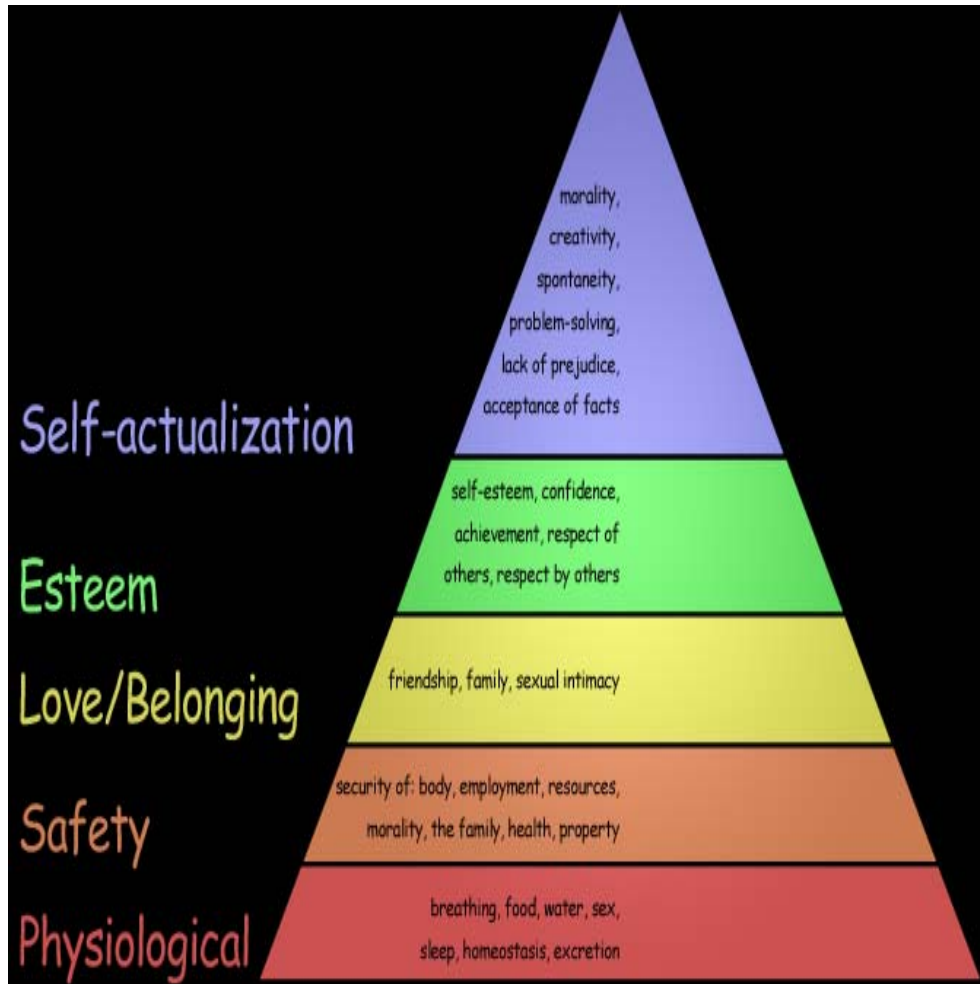 morality,
creativity,
spontaneity,
problem-solving,
lack of prejudice,
acceptance of facts
Self-actualization
self-esteem, confidence,
achievement, respect of
others, respect by others
Esteem
friendship, family, sexual intimacy
Love/Belonging
security of: body, employment, resources,
morality, the family, health, property
Safety
breathing, food, water, sex,
sleep, homeostasis, excretion
Physiological